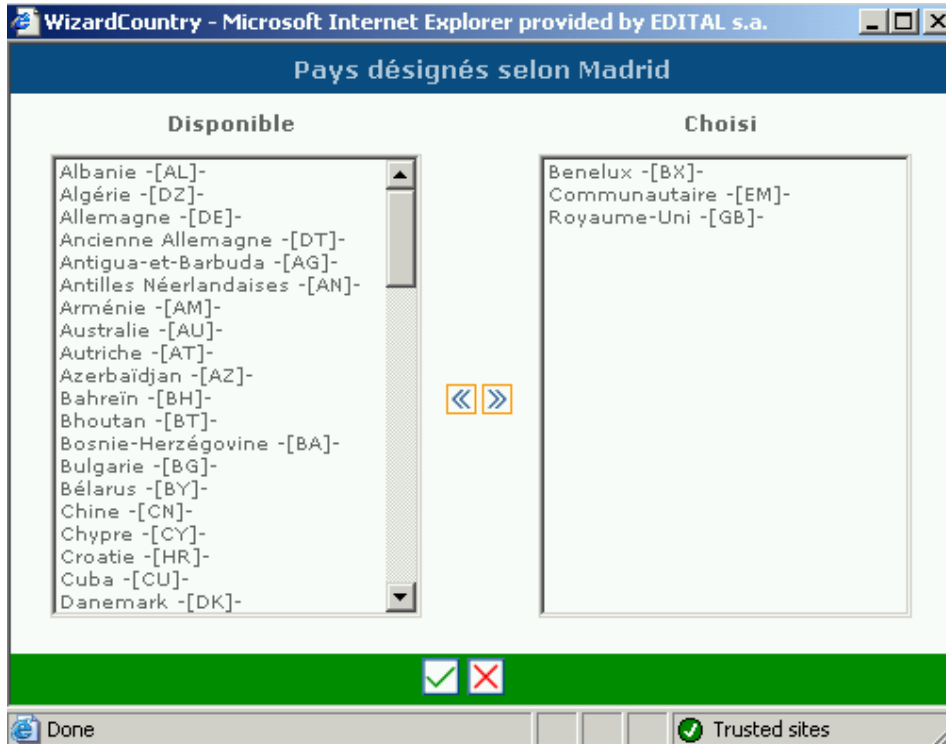 WizardCountry - Microsoft Internet Explorer provided by EDITAL s.a.
Pays désignés selon Madrid
Disponible
Albanie -[AL]-
Algérie -[DZ]-
Allemagne -[DE]-
Ancienne Allemagne -[DT]-
Antigua-et-Barbuda -[AG]-
Antilles Néerlandaises -[AN]-
Arménie -[AM]-
Australie -[AU]-
Autriche -[AT]-
Azerbaïdjan -[AZ]-
Bahreïn -[BH]-
Bhoutan -[BT]-
Bosnie-Herzégovine -[BA]-
Bulgarie -[BG]-
Bélarus -[BY]-
Chine -[CN]-
Chypre -[CY]-
Croatie -[HR]-
Cuba -[CU]-
Danemark -[DK]-
Choisi
Benelux -[BX]-
Communautaire -[EM]-
Royaume-Uni -[GB]-
Done
Trusted sites